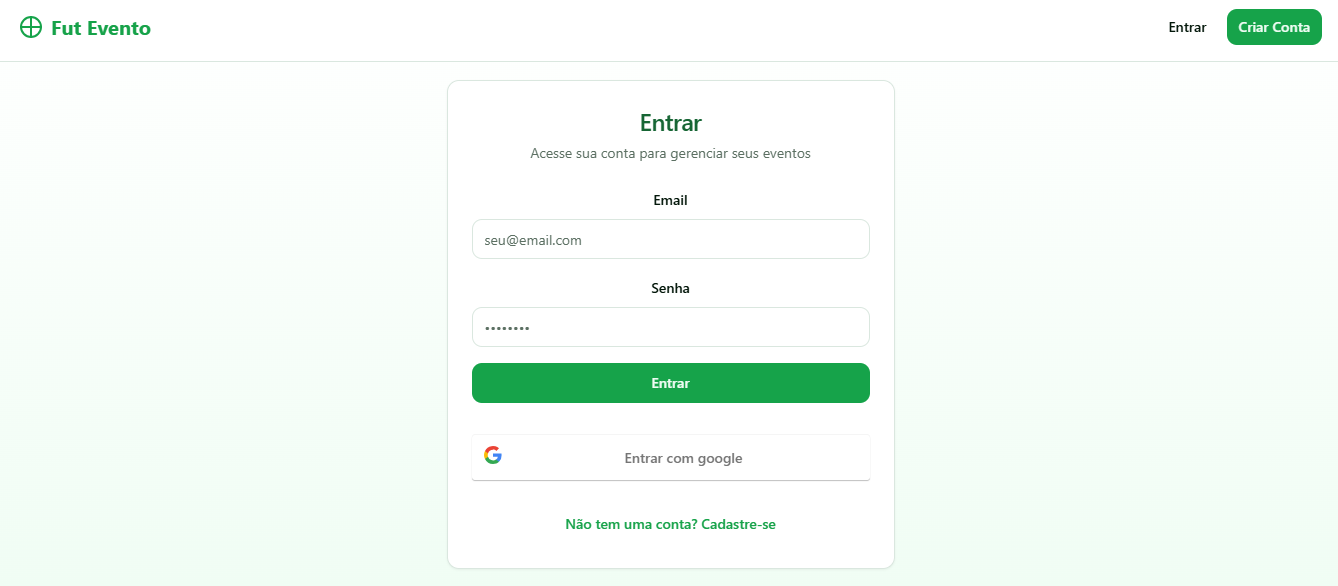 Fut Evento
Entrar
Criar Conta
Entrar
Acesse sua conta para gerenciar seus eventos
Email
seu@email.com
Senha
••••••••
Entrar
Entrar com google
Não tem uma conta? Cadastre-se